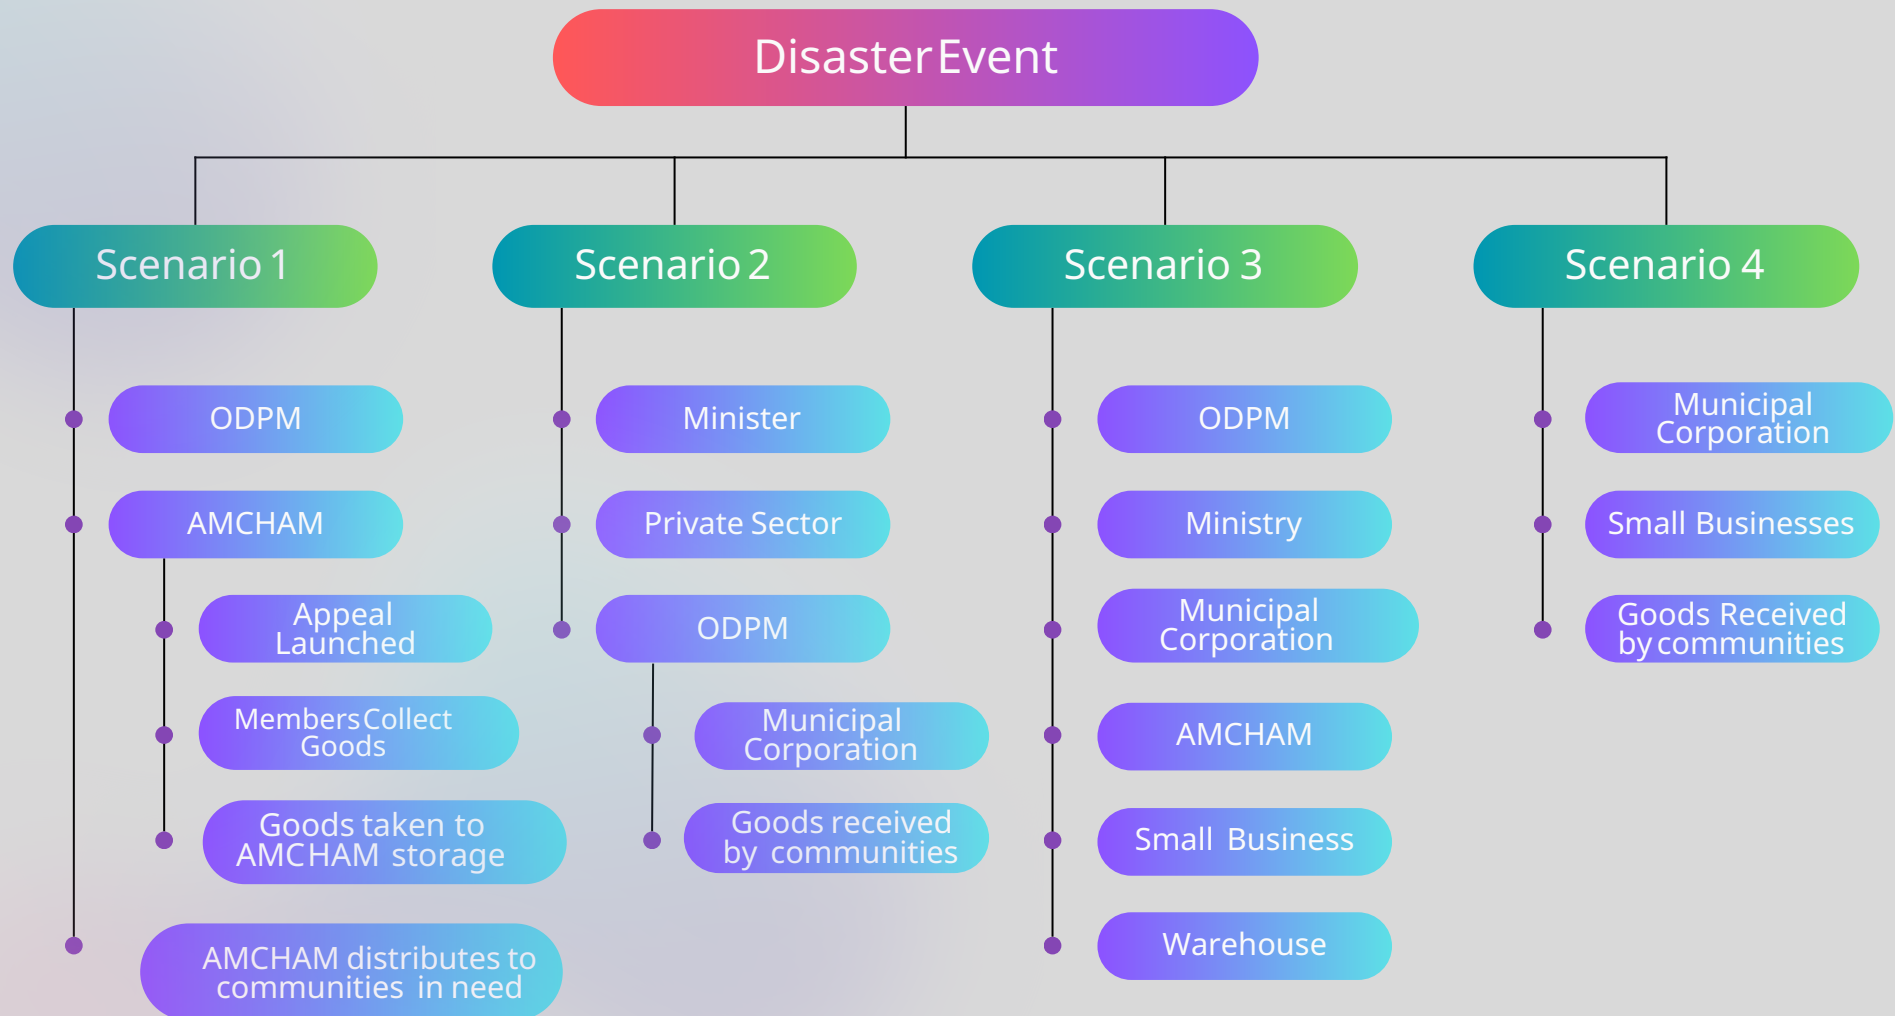 Disaster Event
Scenario 1
ODPM
AMCHAM
Appeal
Launched
Members Collect
Goods
Goods taken to
AMCHAM storage
AMCHAM distributes to
communities in need
Scenario 2
Minister
Private Sector
ODPM
Municipal
Corporation
Goods received
by communities
Scenario 3
ODPM
Ministry
Municipal
Corporation
AMCHAM
Small Business
Warehouse
Scenario 4
Municipal
Corporation
Small Businesses
Goods Received
by communities